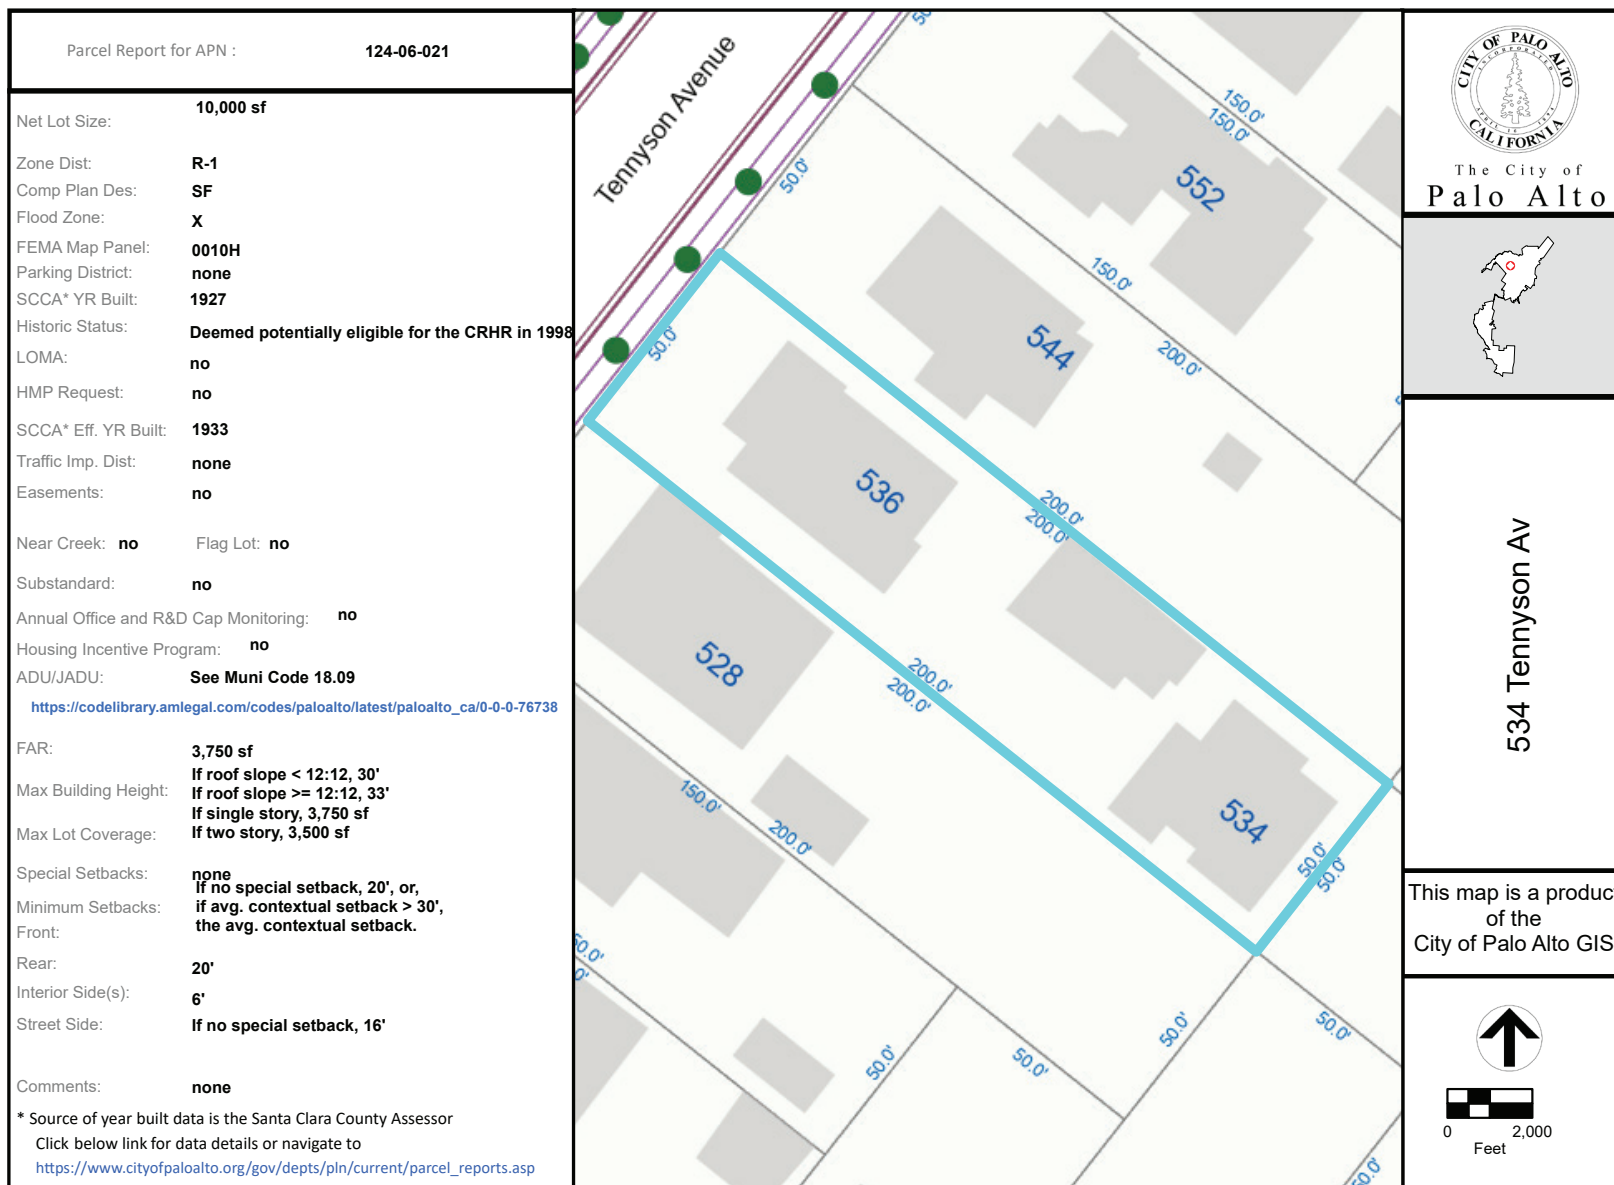 Parcel Report for APN : 124-06-021
Net Lot Size: 10,000 sf
Zone Dist: R-1
Comp Plan Des: SF
Flood Zone: X
FEMA Map Panel: 0010H
Parking District: none
SCCA* YR Built: 1927
Historic Status: Deemed potentially eligible for the CRHR in 1998
LOMA: no
HMP Request: no
SCCA* Eff. YR Built: 1933
Traffic Imp. Dist: none
Easements: no
Near Creek: no Flag Lot: no
Substandard: no
Annual Office and R&D Cap Monitoring: no
Housing Incentive Program: no
ADU/JADU: See Muni Code 18.09
https://codelibrary.amlegal.com/codes/paloalto/latest/paloalto_ca/0-0-0-76738
FAR: 3,750 sf
Max Building Height: If roof slope < 12:12, 30'
If roof slope >= 12:12, 33'
Max Lot Coverage: If single story, 3,750 sf
If two story, 3,500 sf
Special Setbacks: none
Minimum Setbacks:
Front: If no special setback, 20', or,
if avg. contextual setback > 30',
the avg. contextual setback.
Rear: 20'
Interior Side(s): 6'
Street Side: If no special setback, 16'
Comments: none
* Source of year built data is the Santa Clara County Assessor
Click below link for data details or navigate to
https://www.cityofpaloalto.org/gov/depts/pln/current/parcel_reports.asp
Tennyson Avenue
50.0'
150.0'
150.0'
552
150.0'
200.0'
544
50.0'
536
200.0'
200.0'
528
200.0'
200.0'
534
50.0'
50.0'
150.0'
200.0'
50.0'
50.0'
50.0'
50.0'
CITY OF PALO ALTO
INCORPORATED
CALIFORNIA
The City of
Palo Alto
534 Tennyson Av
This map is a product
of the
City of Palo Alto GIS
0 2,000
Feet